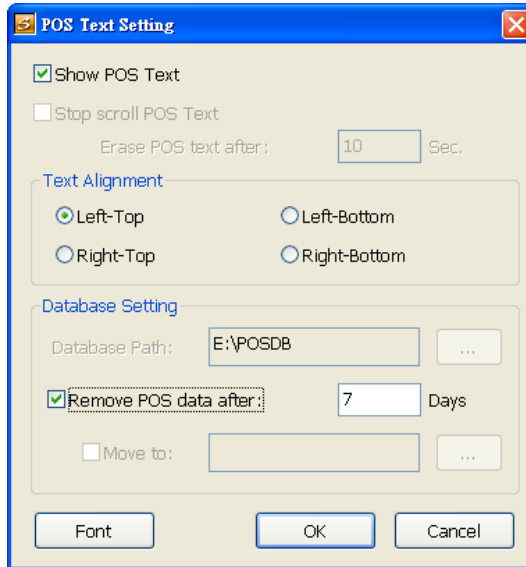 POS Text Setting
Show POS Text
Stop scroll POS Text
Erase POS text after: 10 Sec.
Text Alignment
Left-Top Left-Bottom
Right-Top Right-Bottom
Database Setting
Database Path: E:\POSDB ...
Remove POS data after: 7 Days
Move to: ...
Font OK Cancel